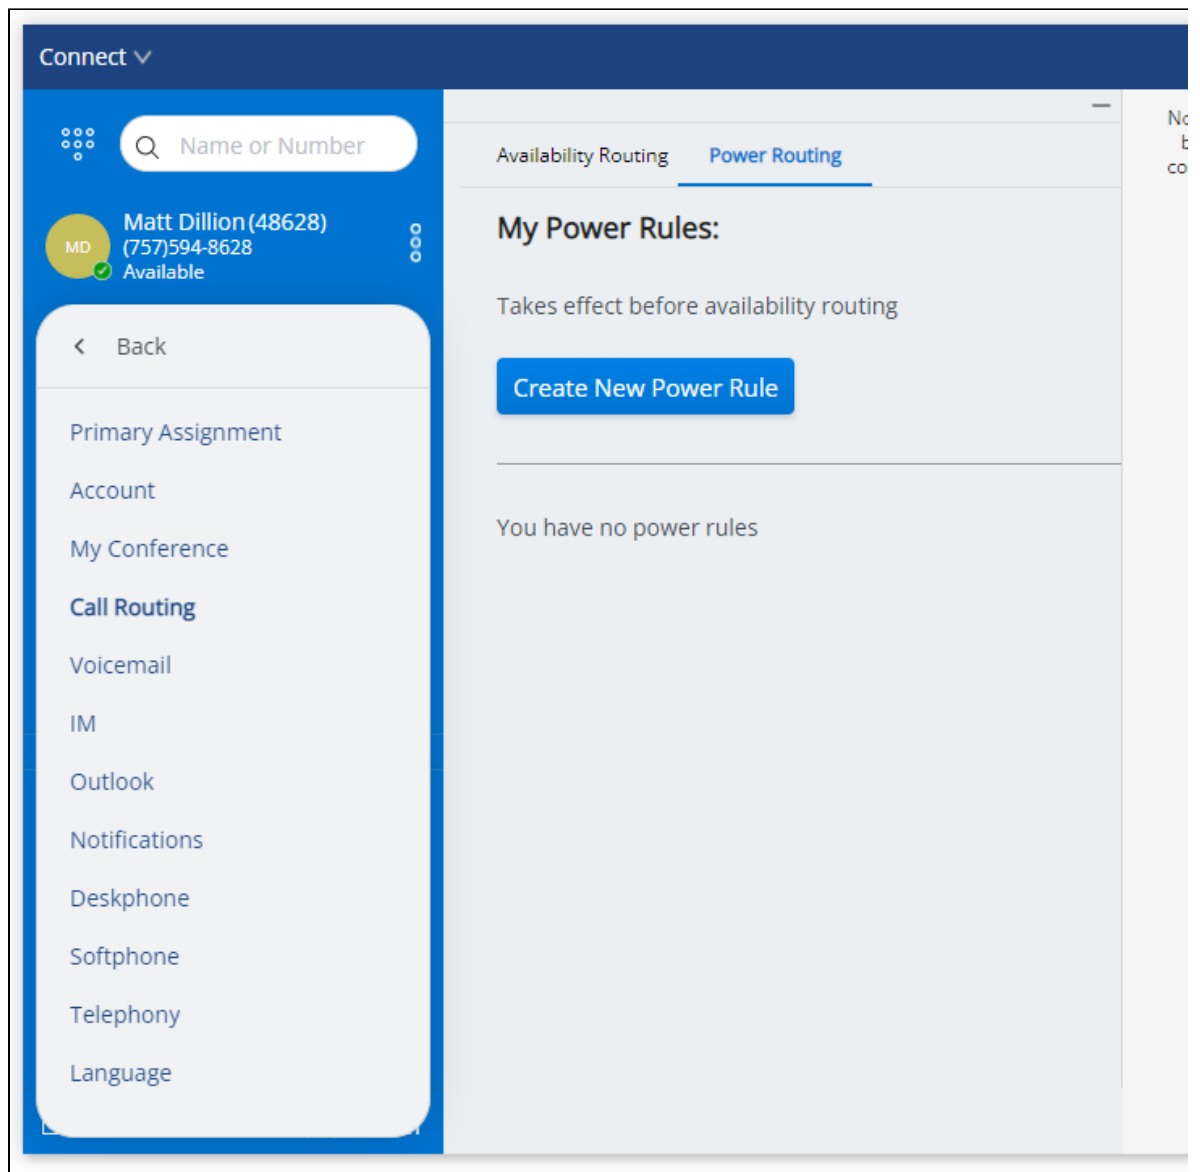 Connect
Name or Number
MD
Matt Dillion (48628)
(757)594-8628
Available
Back
Primary Assignment
Account
My Conference
Call Routing
Voicemail
IM
Outlook
Notifications
Deskphone
Softphone
Telephony
Language
Availability Routing Power Routing
My Power Rules:
Takes effect before availability routing
Create New Power Rule
You have no power rules